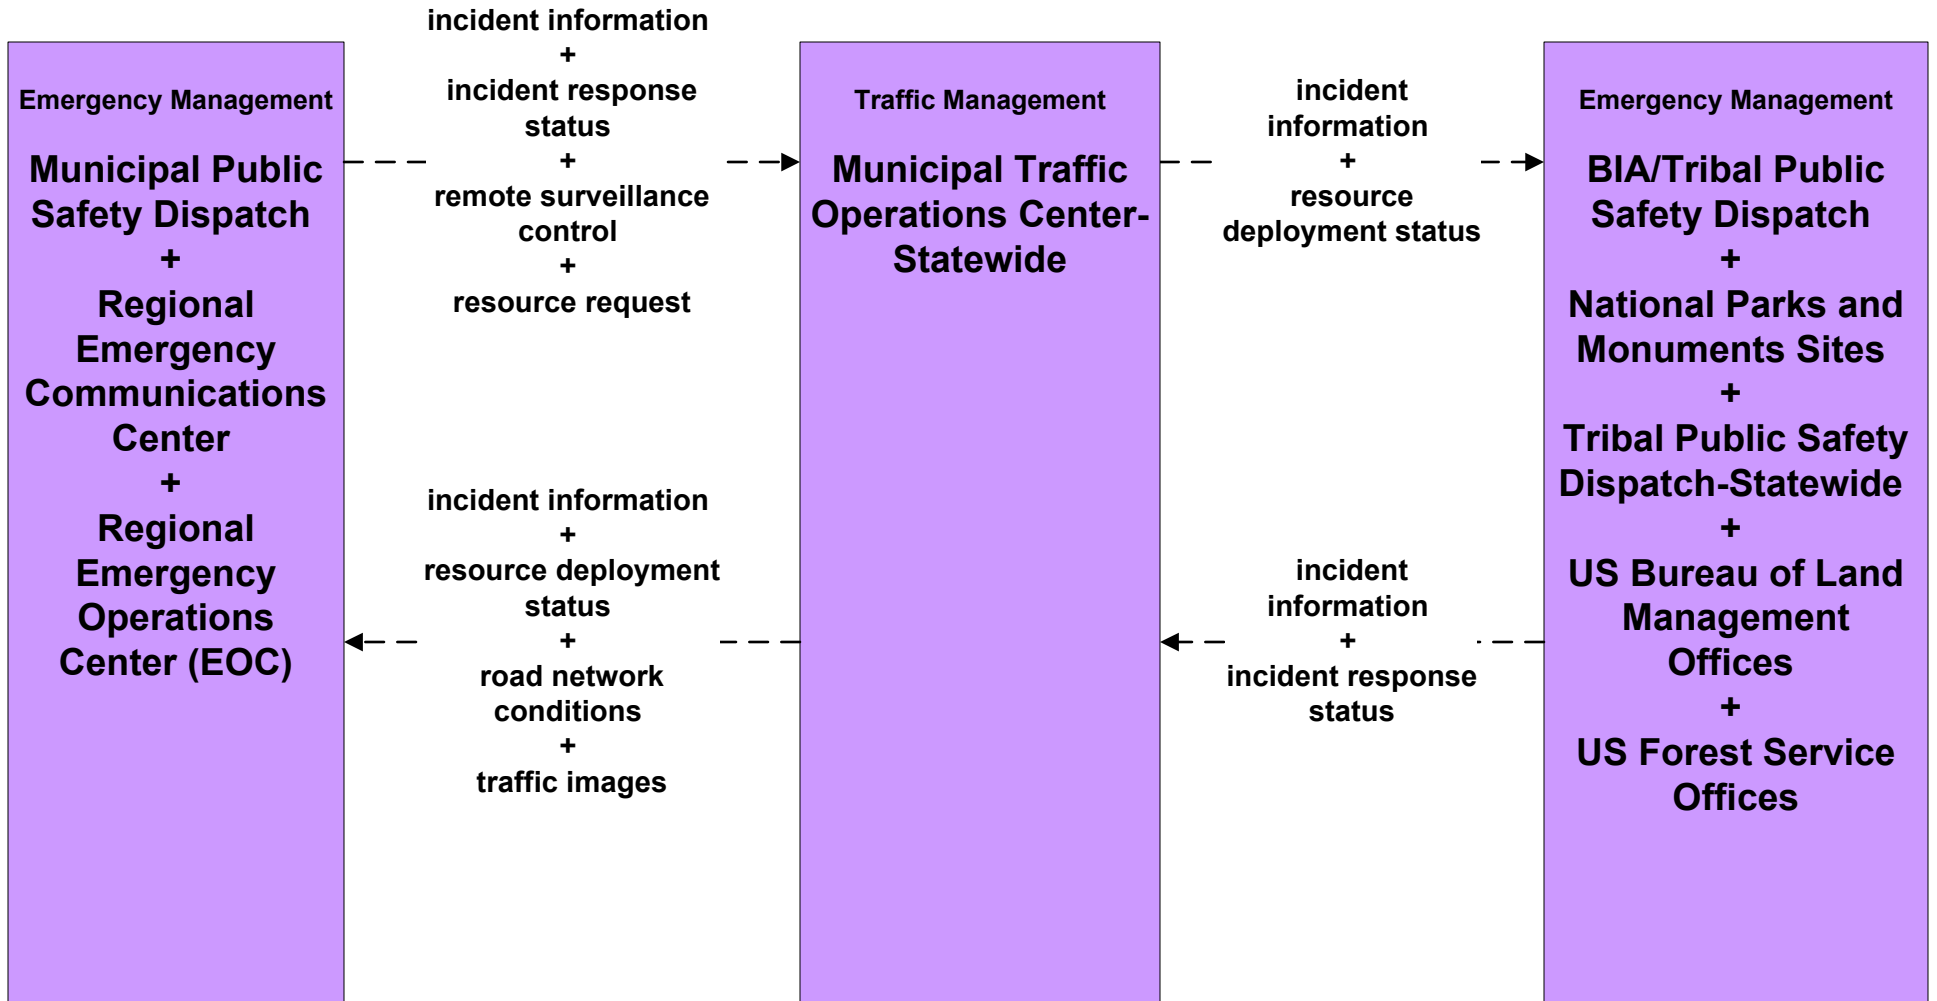 Emergency Management
Municipal Public
Safety Dispatch
+
Regional
Emergency
Communications
Center
+
Regional
Emergency
Operations
Center (EOC)
incident information
+
incident response
status
+
remote surveillance
control
+
resource request
incident information
+
resource deployment
status
+
road network
conditions
+
traffic images
Traffic Management
Municipal Traffic
Operations Center-
Statewide
incident
information
+
resource
deployment status
incident
information
+
incident response
status
Emergency Management
BIA/Tribal Public
Safety Dispatch
+
National Parks and
Monuments Sites
+
Tribal Public Safety
Dispatch-Statewide
+
US Bureau of Land
Management
Offices
+
US Forest Service
Offices